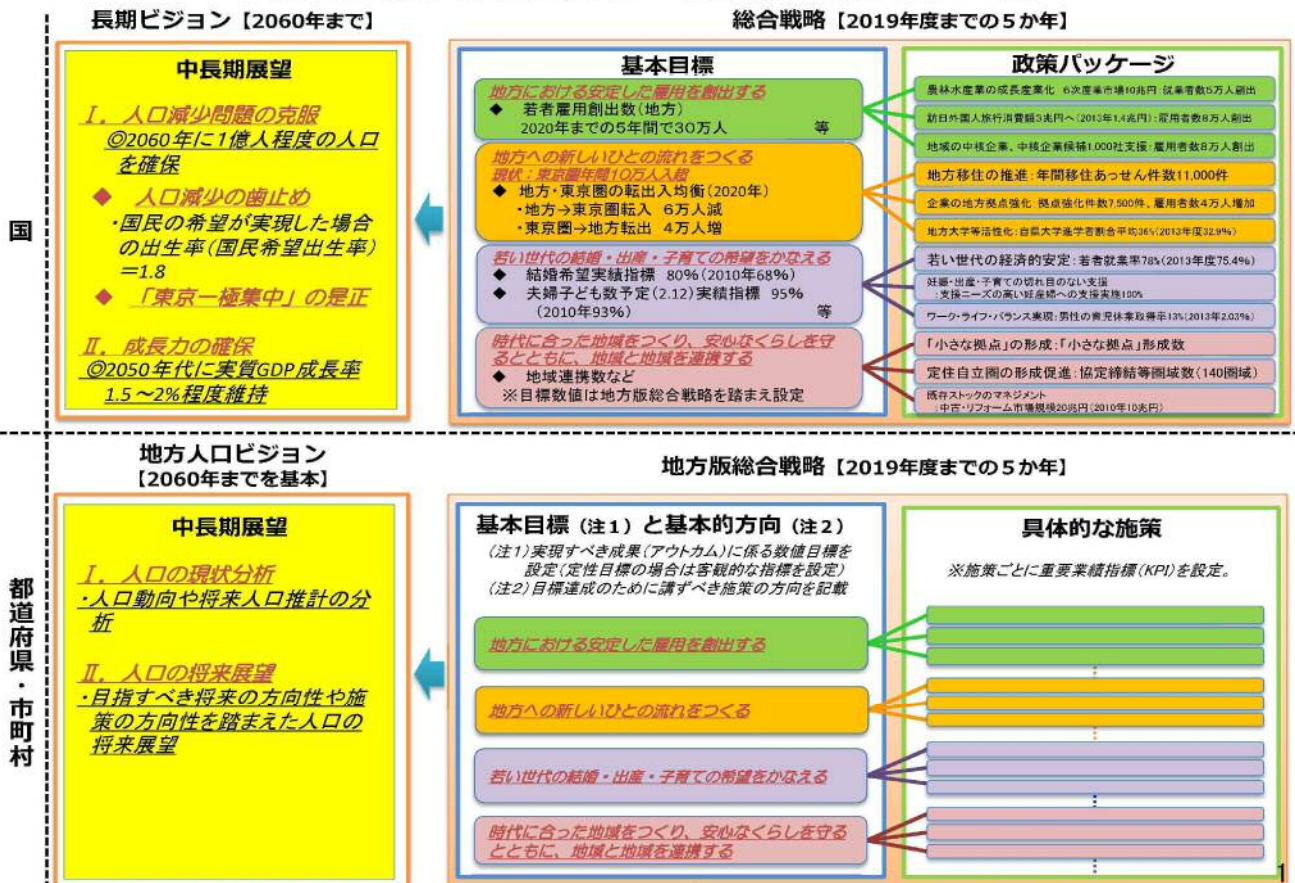 長期ビジョン【2060年まで】
総合戦略【2019年度までの5か年】
国
中長期展望
Ⅰ．人口減少問題の克服
◎2060年に1億人程度の人口
を確保
◆ 人口減少の歯止め
・国民の希望が実現した場合
の出生率(国民希望出生率)
＝1.8
◆ 「東京一極集中」の是正
Ⅱ．成長力の確保
◎2050年代に実質GDP成長率
1.5～2%程度維持
基本目標
地方における安定した雇用を創出する
◆ 若者雇用創出数(地方)
2020年までの5年間で30万人 等
地方への新しいひとの流れをつくる
現状：東京圏年間10万人入超
◆ 地方・東京圏の転出入均衡(2020年)
・地方→東京圏転入 6万人減
・東京圏→地方転出 4万人増
若い世代の結婚・出産・子育ての希望をかなえる
◆ 結婚希望実績指標 80%(2010年68%)
◆ 夫婦子ども数予定(2.12)実績指標 95%
(2010年93%) 等
時代に合った地域をつくり、安心なくらしを守
るとともに、地域と地域を連携する
◆ 地域連携数など
※目標数値は地方版総合戦略を踏まえ設定
政策パッケージ
農林水産業の成長産業化 6次産業市場10兆円：就業者数5万人創出
訪日外国人旅行消費額3兆円へ(2013年1.4兆円)：雇用者数8万人創出
地域の中核企業、中核企業候補1,000社支援：雇用者数8万人創出
地方移住の推進：年間移住あっせん件数11,000件
企業の地方拠点強化：拠点強化件数7,500件、雇用者数4万人増加
地方大学等活性化：自県大学進学者割合平均36%(2013年度32.9%)
若い世代の経済的安定：若者就業率78%(2013年度75.4%)
妊娠・出産・子育ての切れ目のない支援
：支援ニーズの高い妊産婦への支援実施100%
ワーク・ライフ・バランス実現：男性の育児休業取得率13%(2013年2.03%)
「小さな拠点」の形成：「小さな拠点」形成数
定住自立圏の形成促進：協定締結等圏域数(140圏域)
既存ストックのマネジメント
：中古・リフォーム市場規模20兆円(2010年10兆円)
都道府県・市町村
地方人口ビジョン
【2060年までを基本】
地方版総合戦略【2019年度までの5か年】
中長期展望
Ⅰ．人口の現状分析
・人口動向や将来人口推計の分
析
Ⅱ．人口の将来展望
・目指すべき将来の方向性や施
策の方向性を踏まえた人口の
将来展望
基本目標（注1）と基本的方向（注2）
(注1)実現すべき成果(アウトカム)に係る数値目標を
設定(定性目標の場合は客観的な指標を設定)
(注2)目標達成のために講ずべき施策の方向を記載
地方における安定した雇用を創出する
地方への新しいひとの流れをつくる
若い世代の結婚・出産・子育ての希望をかなえる
時代に合った地域をつくり、安心なくらしを守る
とともに、地域と地域を連携する
具体的な施策
※施策ごとに重要業績指標(KPI)を設定。
1